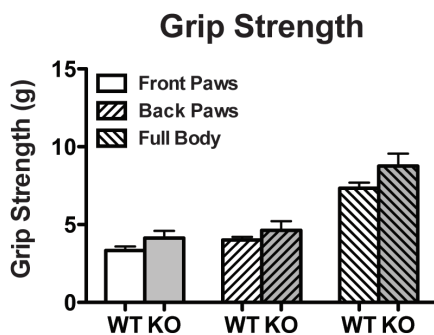 Grip Strength
Grip Strength (g)
15
10
5
0
Front Paws
Back Paws
Full Body
WT KO WT KO WT KO